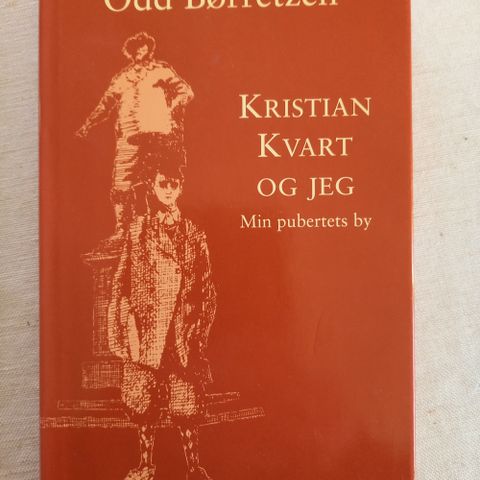 Odd Børretzen
KRISTIAN
KVART
OG JEG
Min pubertets by